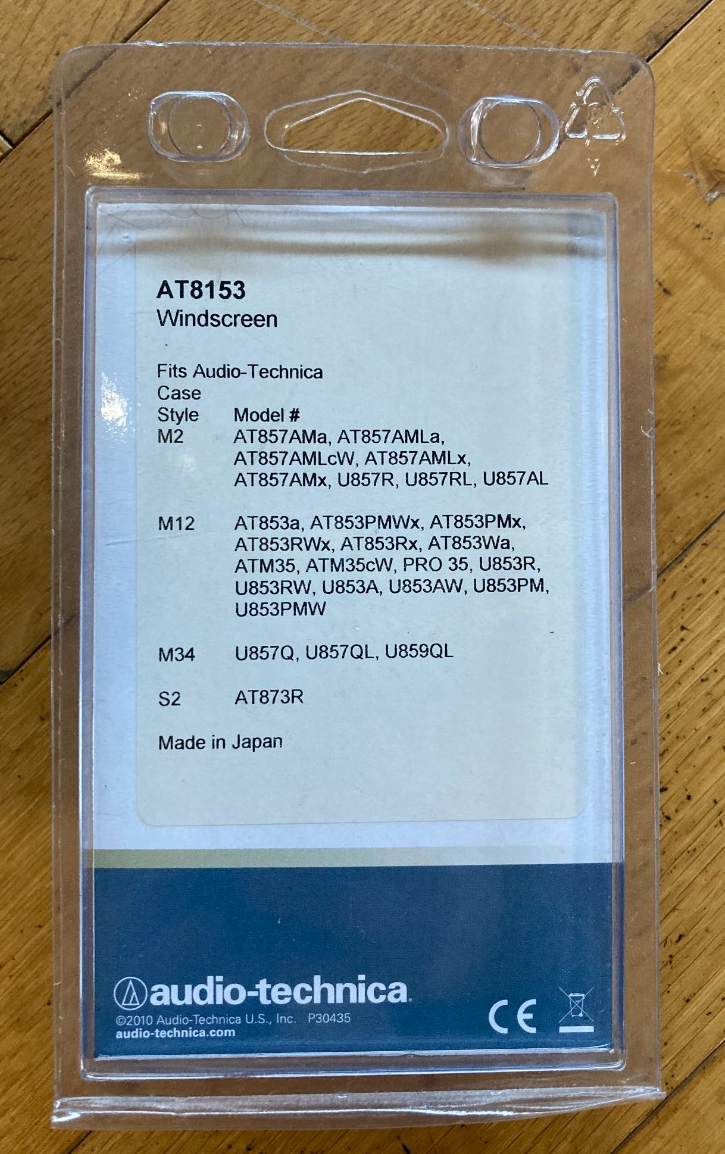 AT8153
Windscreen
Fits Audio-Technica
Case
Style Model #
M2 AT857AMa, AT857AMLa,
AT857AMLcW, AT857AMLx,
AT857AMx, U857R, U857RL, U857AL
M12 AT853a, AT853PMWx, AT853PMx,
AT853RWx, AT853Rx, AT853Wa,
ATM35, ATM35cW, PRO 35, U853R,
U853RW, U853A, U853AW, U853PM,
U853PMW
M34 U857Q, U857QL, U859QL
S2 AT873R
Made in Japan
audio-technica.
©2010 Audio-Technica U.S., Inc. P30435
audio-technica.com
CE